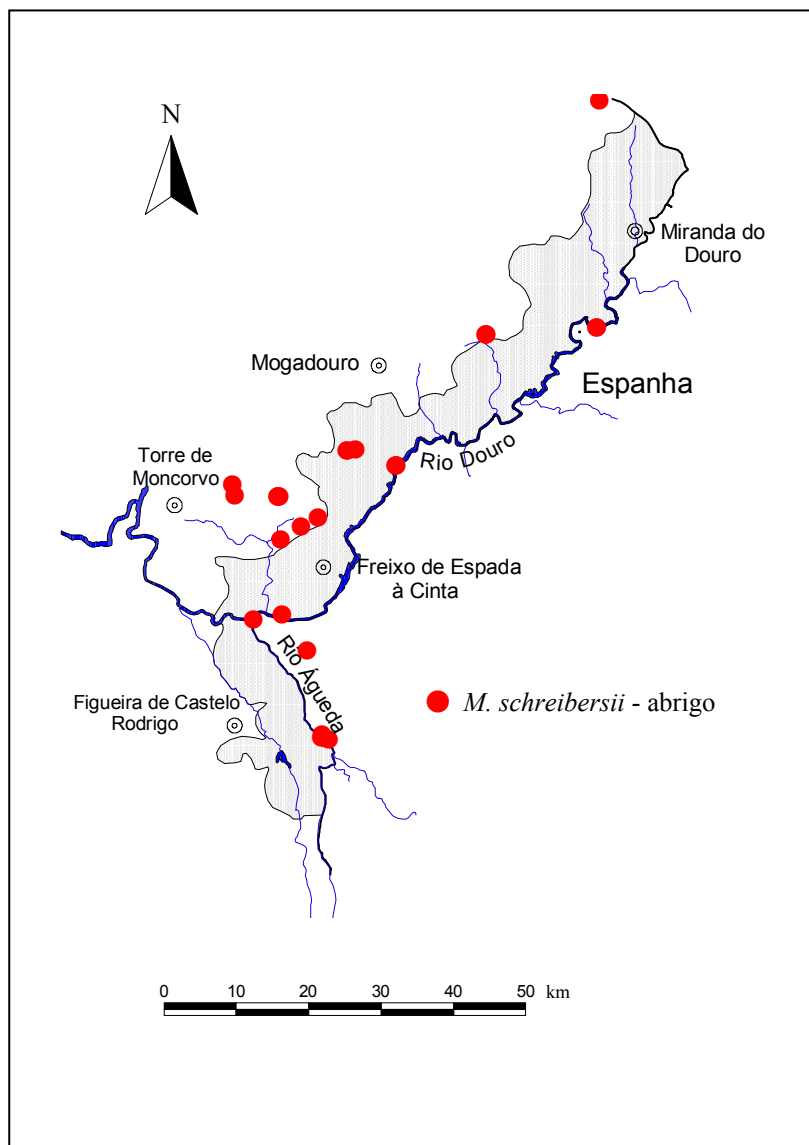 N
Miranda do
Douro
Mogadouro
Espanha
Rio Douro
Torre de
Moncorvo
Freixo de Espada
à Cinta
Rio Águeda
Figueira de Castelo
Rodrigo
M. schreibersii - abrigo
0 10 20 30 40 50 km